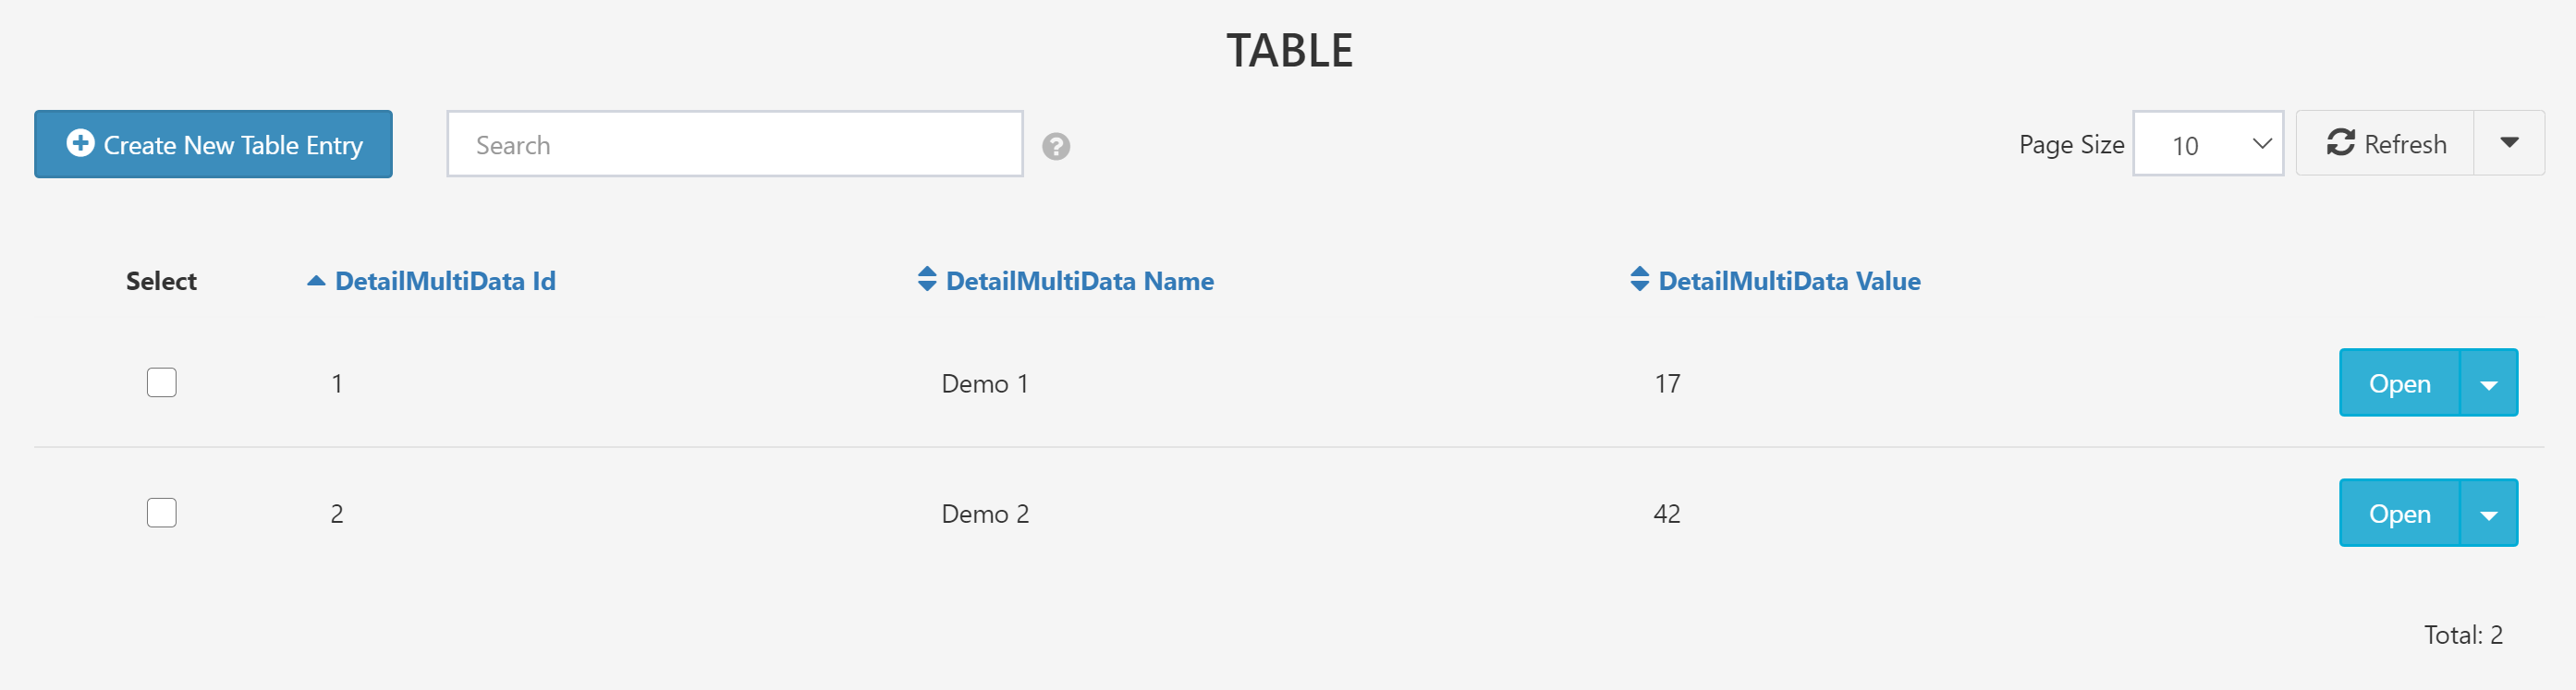 TABLE
Create New Table Entry
Search
Page Size 10 Refresh
Select DetailMultiData Id DetailMultiData Name DetailMultiData Value
1 Demo 1 17 Open
2 Demo 2 42 Open
Total: 2